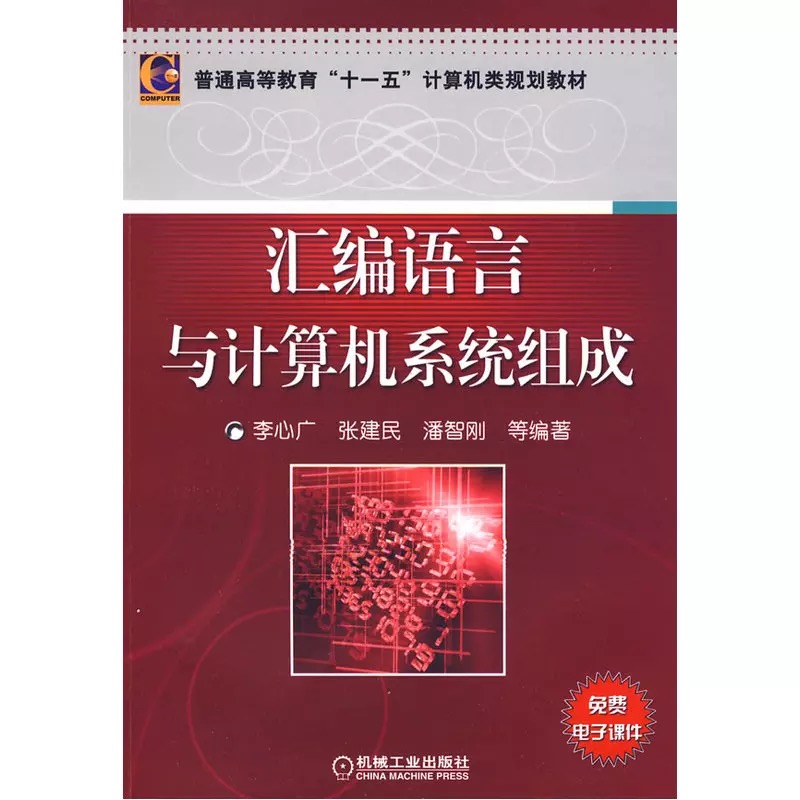 普通高等教育“十一五”计算机类规划教材
COMPUTER
汇编语言
与计算机系统组成
李心广 张建民 潘智刚 等编著
免费
电子课件
机械工业出版社
CHINA MACHINE PRESS